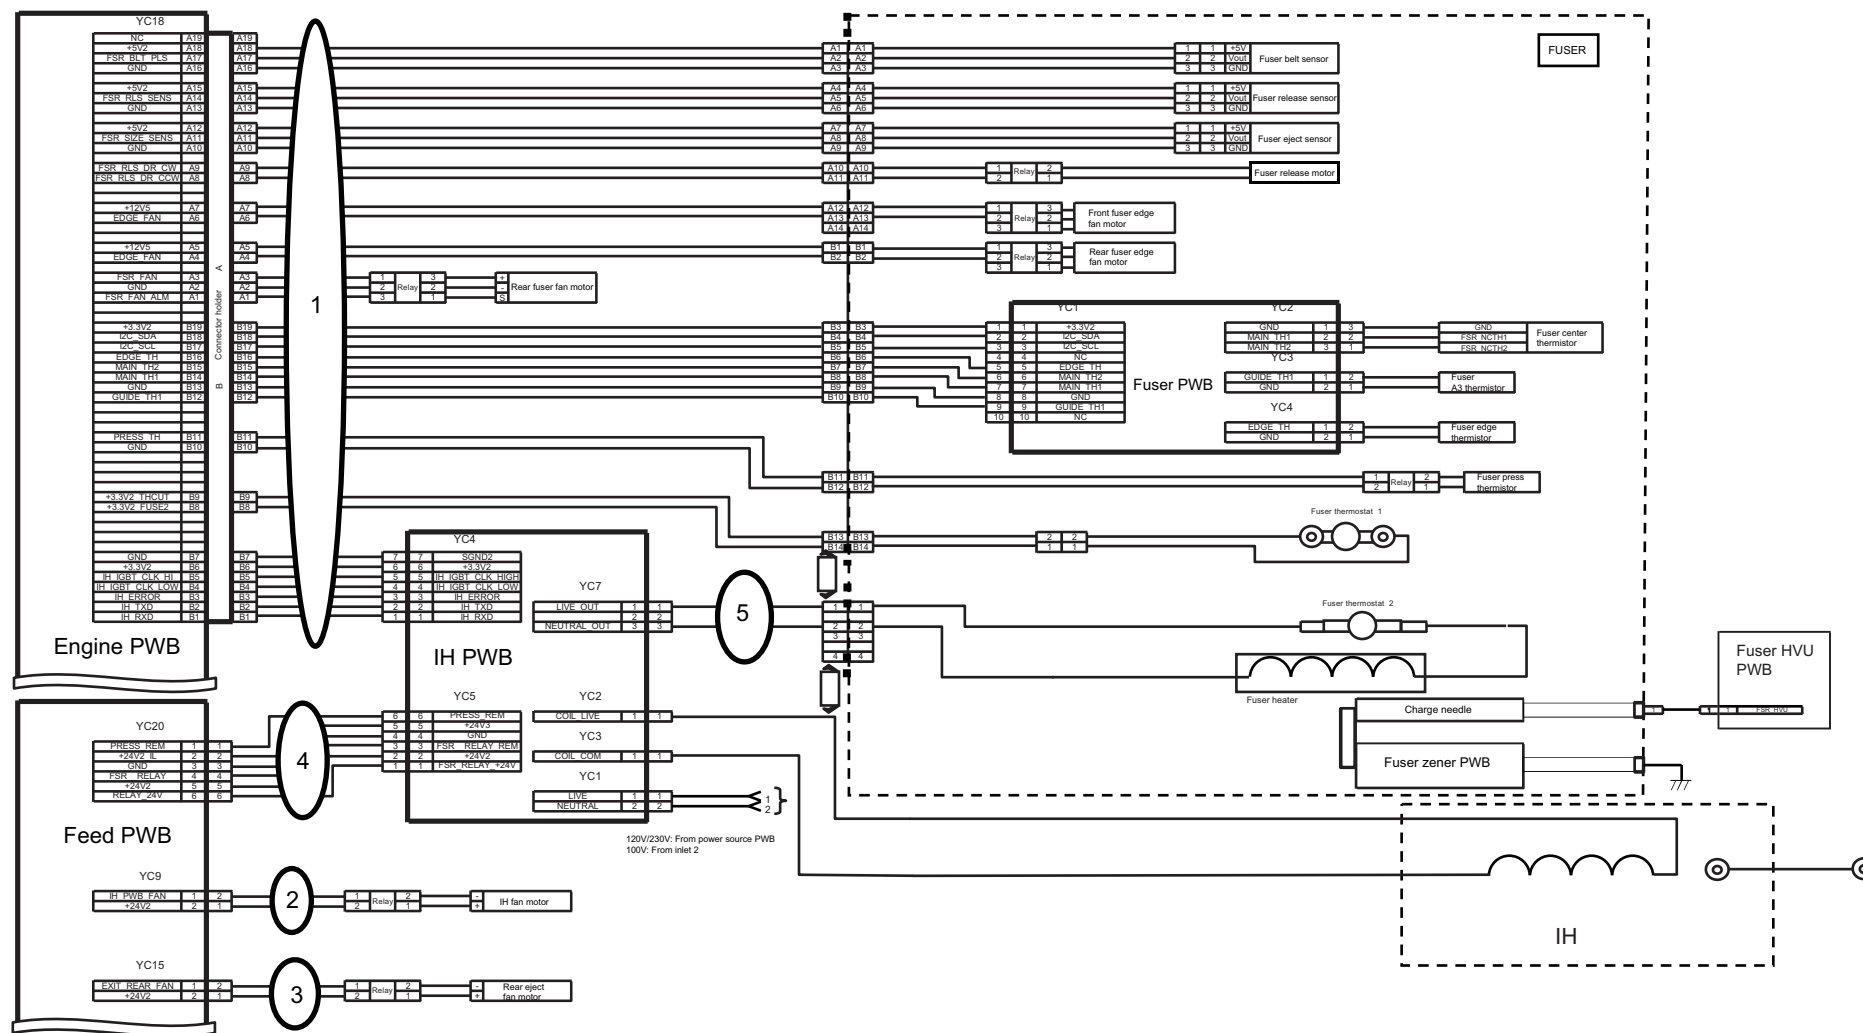 YC18
NC A19 A19
+5V2 A18 A18
FSR_BLT_PLS A17 A17
GND A16 A16
+5V2 A15 A15
FSR_RLS_SENS A14 A14
GND A13 A13
+5V2 A12 A12
FSR_SIZE_SENS A11 A11
GND A10 A10
FSR_RLS_DR_CW A9 A9
FSR_RLS_DR_CCW A8 A8
+12V5 A7 A7
EDGE_FAN A6 A6
+12V5 A5 A5
EDGE_FAN A4 A4
FSR_FAN A3 A3
GND A2 A2
FSR_FAN_ALM A1 A1
+3.3V2 B19 B19
I2C_SDA B18 B18
I2C_SCL B17 B17
EDGE_TH B16 B16
MAIN_TH2 B15 B15
MAIN_TH1 B14 B14
GND B13 B13
GUIDE_TH1 B12 B12
PRESS_TH B11 B11
GND B10 B10
+3.3V2_THCUT B9 B9
+3.3V2_FUSE2 B8 B8
GND B7 B7
+3.3V2 B6 B6
IH_IGBT_CLK_HI B5 B5
IH_IGBT_CLK_LOW B4 B4
IH_ERROR B3 B3
IH_TXD B2 B2
IH_RXD B1 B1
B Connector holder A
Engine PWB
1
1 Relay 3 +
2 2 -
3 1 S
Rear fuser fan motor
A1 A1
A2 A2
A3 A3
A4 A4
A5 A5
A6 A6
A7 A7
A8 A8
A9 A9
A10 A10
A11 A11
A12 A12
A13 A13
A14 A14
B1 B1
B2 B2
B3 B3
B4 B4
B5 B5
B6 B6
B7 B7
B8 B8
B9 B9
B10 B10
B11 B11
B12 B12
B13 B13
B14 B14
FUSER
1 1 +5V
2 2 Vout
3 3 GND
Fuser belt sensor
1 1 +5V
2 2 Vout
3 3 GND
Fuser release sensor
1 1 +5V
2 2 Vout
3 3 GND
Fuser eject sensor
1 Relay 2
2 1
Fuser release motor
1 3
2 Relay 2
3 1
Front fuser edge
fan motor
1 3
2 Relay 2
3 1
Rear fuser edge
fan motor
YC1
1 1 +3.3V2
2 2 I2C_SDA
3 3 I2C_SCL
4 4 NC
5 5 EDGE_TH
6 6 MAIN_TH2
7 7 MAIN_TH1
8 8 GND
9 9 GUIDE_TH1
10 10 NC
Fuser PWB
YC2
GND 1 3
MAIN_TH1 2 2
MAIN_TH2 3 1
GND
FSR_NCTH1
FSR_NCTH2
Fuser center
thermistor
YC3
GUIDE_TH1 1 2
GND 2 1
Fuser
A3 thermistor
YC4
EDGE_TH 1 2
GND 2 1
Fuser edge
thermistor
1 Relay 2
2 1
Fuser press
thermistor
2 2
1 1
Fuser thermostat 1
YC4
7 7 SGND2
6 6 +3.3V2
5 5 IH_IGBT_CLK_HIGH
4 4 IH_IGBT_CLK_LOW
3 3 IH_ERROR
2 2 IH_TXD
1 1 IH_RXD
YC7
LIVE_OUT 1 1
2 2
NEUTRAL_OUT 3 3
5
1 1
2 2
3 3
4 4
Fuser thermostat 2
Fuser heater
IH PWB
YC5
6 6 PRESS_REM
5 5 +24V3
4 4 GND
3 3 FSR_RELAY_REM
2 2 +24V2
1 1 FSR_RELAY_+24V
YC2
COIL_LIVE 1 1
YC3
COIL_COM 1 1
YC1
LIVE 1 1
NEUTRAL 2 2
1
2
120V/230V: From power source PWB
100V: From inlet 2
Charge needle
Fuser zener PWB
Fuser HVU
PWB
1 1 1 FSR_HVU
IH
YC20
PRESS_REM 1 1
+24V2_IL 2 2
GND 3 3
FSR_RELAY 4 4
+24V2 5 5
RELAY_24V 6 6
4
Feed PWB
YC9
IH_PWB_FAN 1 2
+24V2 2 1
2
1 Relay 2 -
2 1 +
IH fan motor
YC15
EXIT_REAR_FAN 1 2
+24V2 2 1
3
1 Relay 2 -
2 1 +
Rear eject
fan motor